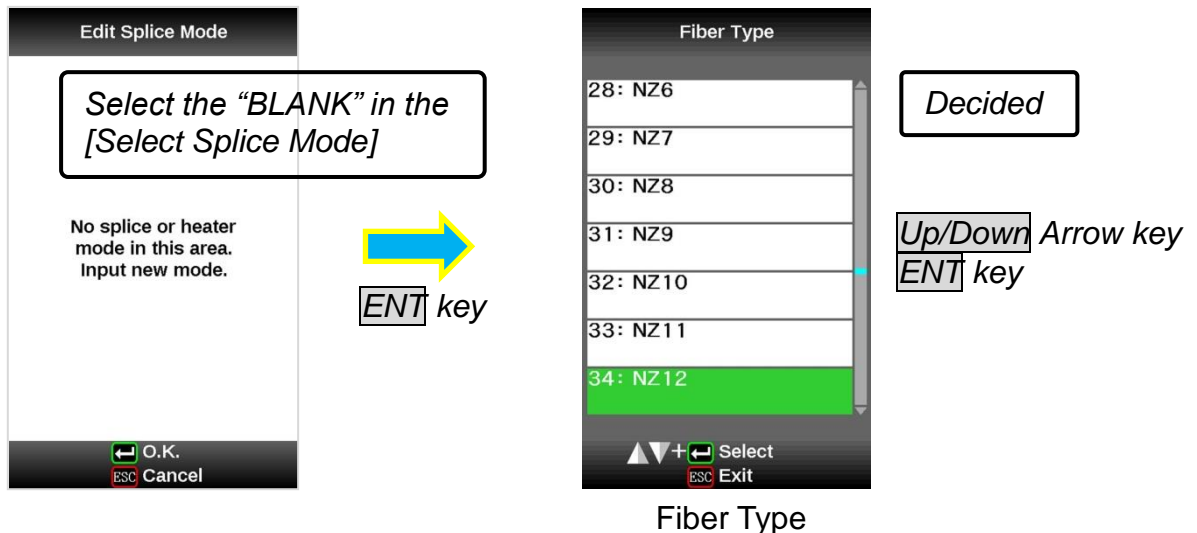 Edit Splice Mode
Select the “BLANK” in the
[Select Splice Mode]
No splice or heater
mode in this area.
Input new mode.
O.K.
ESC Cancel
ENT key
Fiber Type
28: NZ6
29: NZ7
30: NZ8
31: NZ9
32: NZ10
33: NZ11
34: NZ12
+ Select
ESC Exit
Fiber Type
Decided
Up/Down Arrow key
ENT key